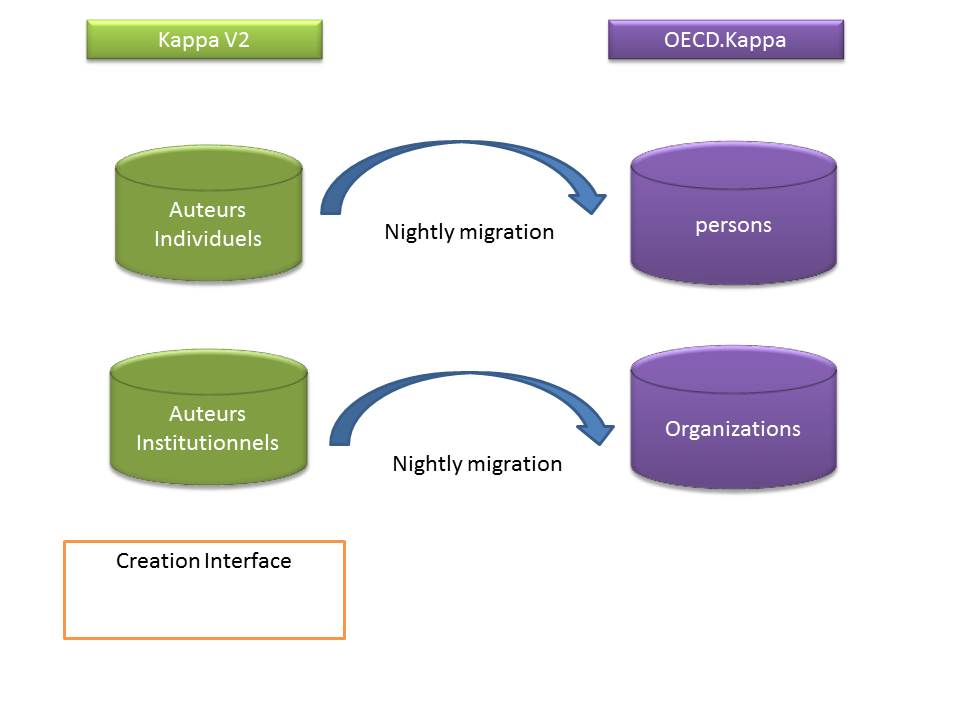 Kappa V2
OECD.Kappa
Auteurs
Individuels
Nightly migration
persons
Auteurs
Institutionnels
Nightly migration
Organizations
Creation Interface